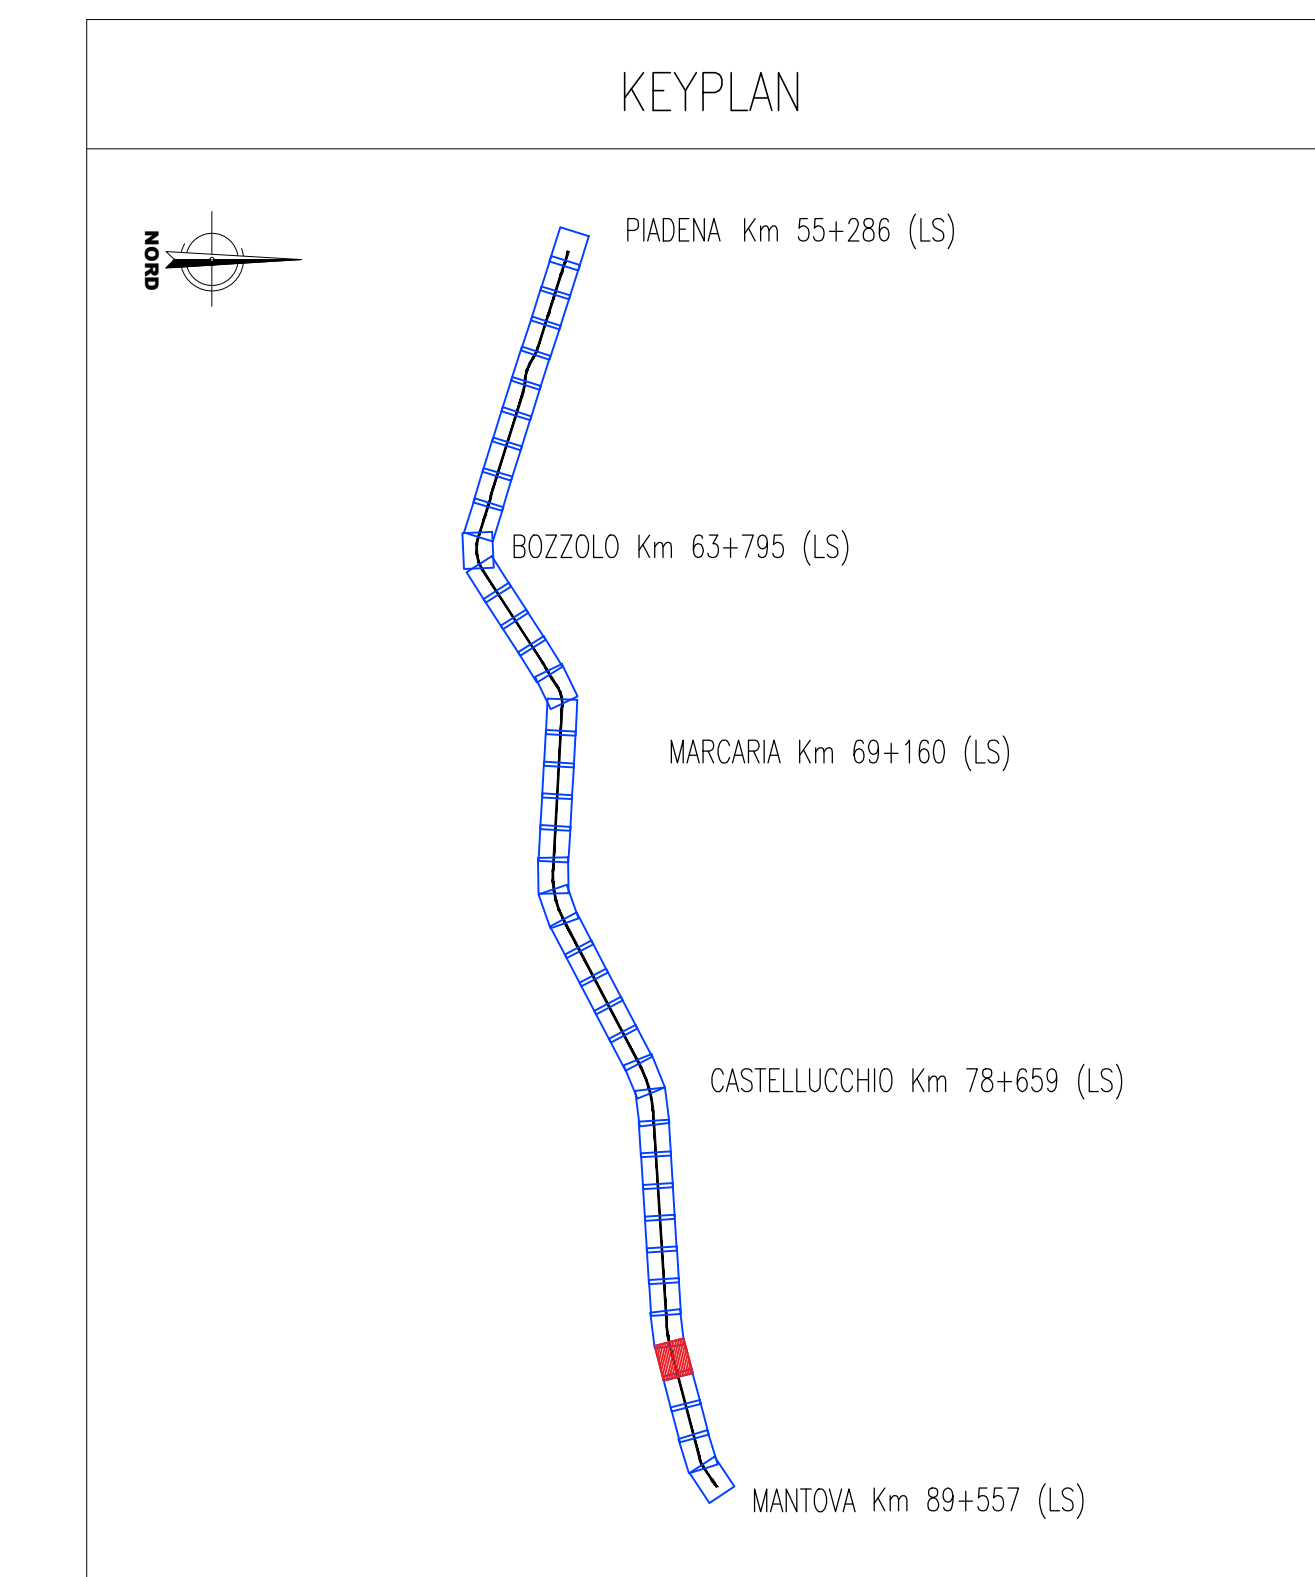 KEYPLAN
NORD
PIADENA Km 55+286 (LS)
BOZZOLO Km 63+795 (LS)
MARCARIA Km 69+160 (LS)
CASTELLUCCHIO Km 78+659 (LS)
MANTOVA Km 89+557 (LS)